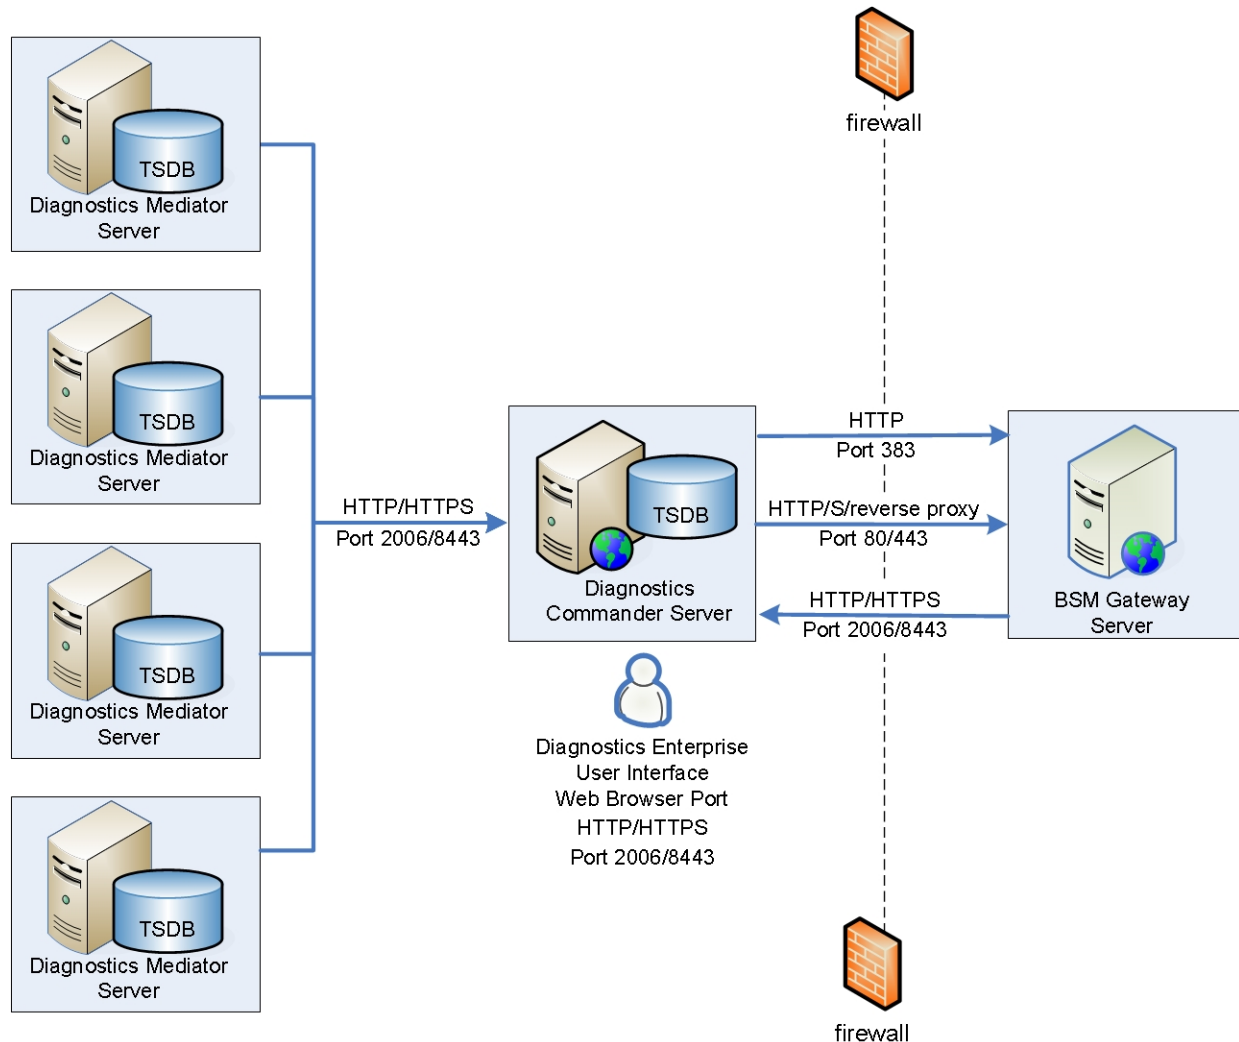 firewall
TSDB
Diagnostics Mediator
Server
TSDB
Diagnostics Mediator
Server
TSDB
Diagnostics Mediator
Server
TSDB
Diagnostics Mediator
Server
HTTP/HTTPS
Port 2006/8443
TSDB
Diagnostics
Commander Server
Diagnostics Enterprise
User Interface
Web Browser Port
HTTP/HTTPS
Port 2006/8443
HTTP
Port 383
HTTP/S/reverse proxy
Port 80/443
HTTP/HTTPS
Port 2006/8443
BSM Gateway
Server
firewall